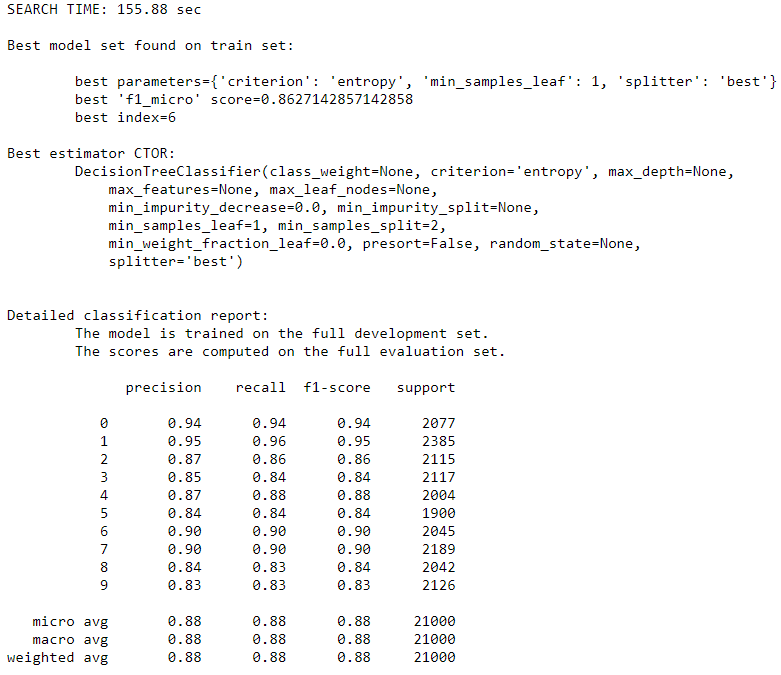 SEARCH TIME: 155.88 sec
Best model set found on train set:
best parameters={'criterion': 'entropy', 'min_samples_leaf': 1, 'splitter': 'best'}
best 'f1_micro' score=0.8627142857142858
best index=6
Best estimator CTOR:
DecisionTreeClassifier(class_weight=None, criterion='entropy', max_depth=None,
max_features=None, max_leaf_nodes=None,
min_impurity_decrease=0.0, min_impurity_split=None,
min_samples_leaf=1, min_samples_split=2,
min_weight_fraction_leaf=0.0, presort=False, random_state=None,
splitter='best')
Detailed classification report:
The model is trained on the full development set.
The scores are computed on the full evaluation set.
precision recall f1-score support
0 0.94 0.94 0.94 2077
1 0.95 0.96 0.95 2385
2 0.87 0.86 0.86 2115
3 0.85 0.84 0.84 2117
4 0.87 0.88 0.88 2004
5 0.84 0.84 0.84 1900
6 0.90 0.90 0.90 2045
7 0.90 0.90 0.90 2189
8 0.84 0.83 0.84 2042
9 0.83 0.83 0.83 2126
micro avg 0.88 0.88 0.88 21000
macro avg 0.88 0.88 0.88 21000
weighted avg 0.88 0.88 0.88 21000